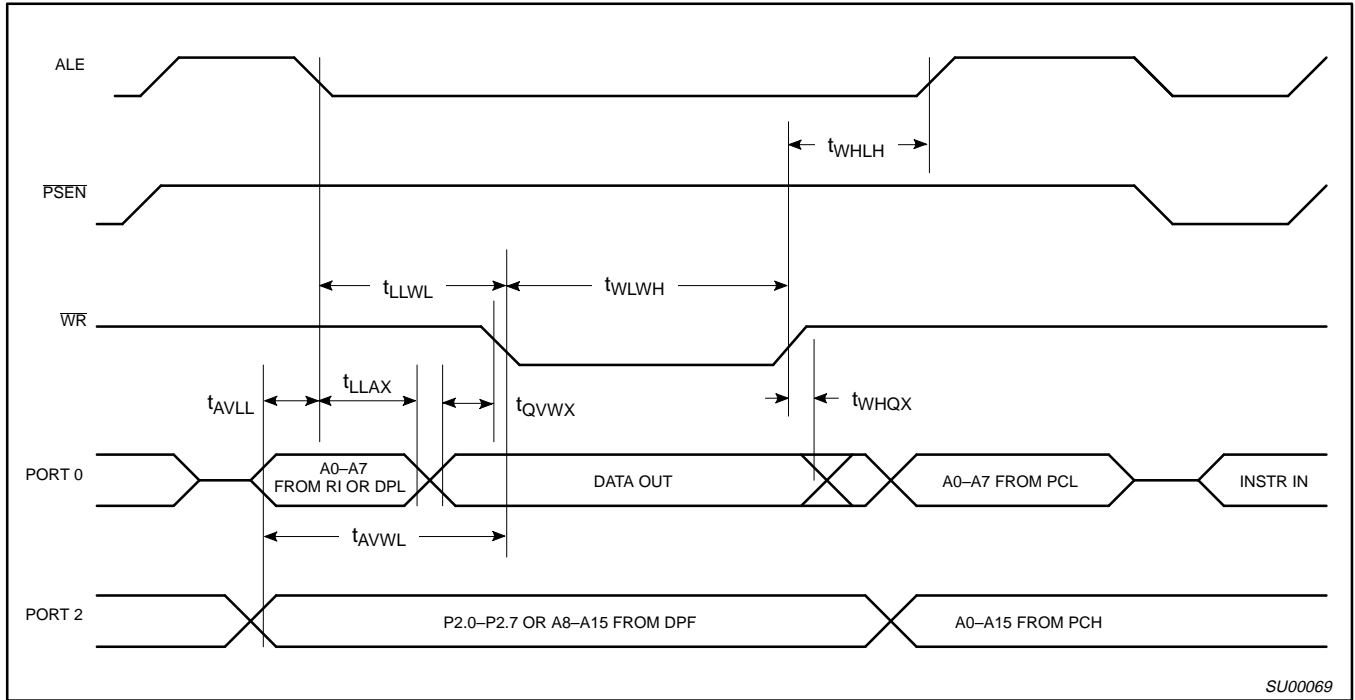 ALE
tWHLH
PSEN
tLLWL
tWLWH
WR
tAVLL
tLLAX
tQVWX
tWHQX
PORT 0
A0–A7
FROM RI OR DPL
DATA OUT
A0–A7 FROM PCL
INSTR IN
tAVWL
PORT 2
P2.0–P2.7 OR A8–A15 FROM DPF
A0–A15 FROM PCH
SU00069